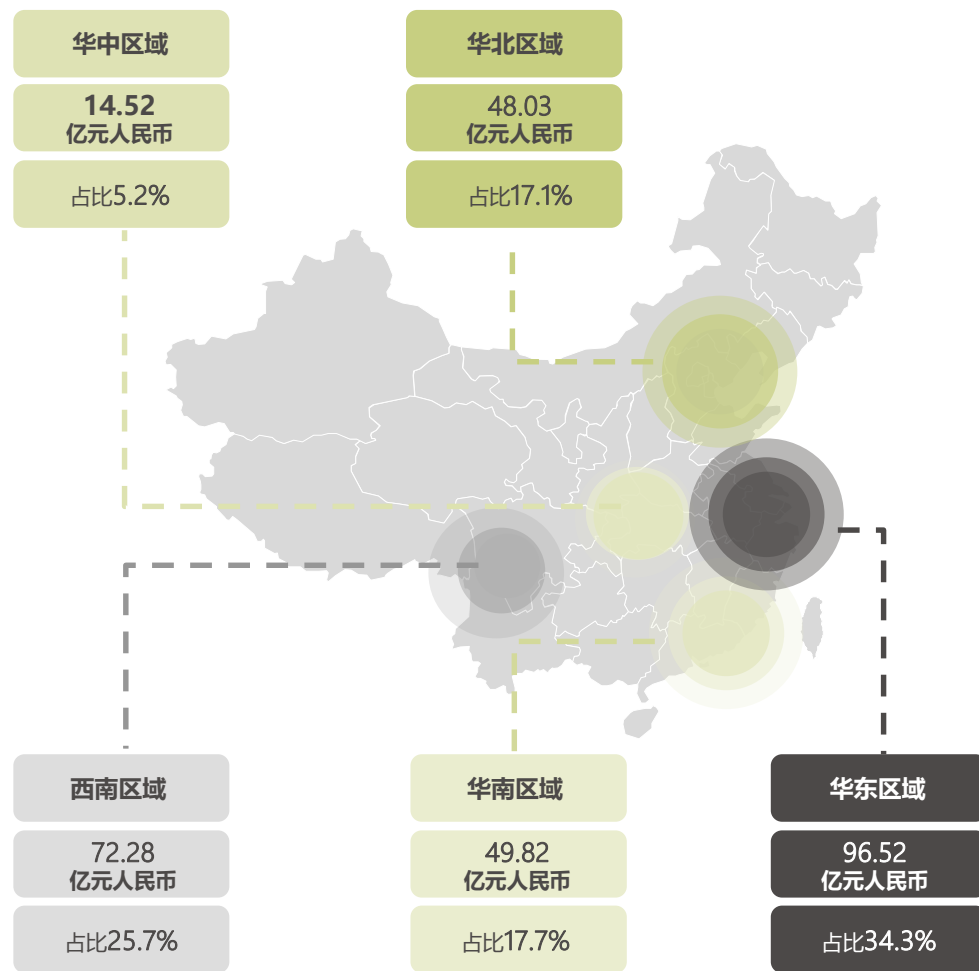 华中区域
14.52
亿元人民币
占比5.2%
华北区域
48.03
亿元人民币
占比17.1%
西南区域
72.28
亿元人民币
占比25.7%
华南区域
49.82
亿元人民币
占比17.7%
华东区域
96.52
亿元人民币
占比34.3%